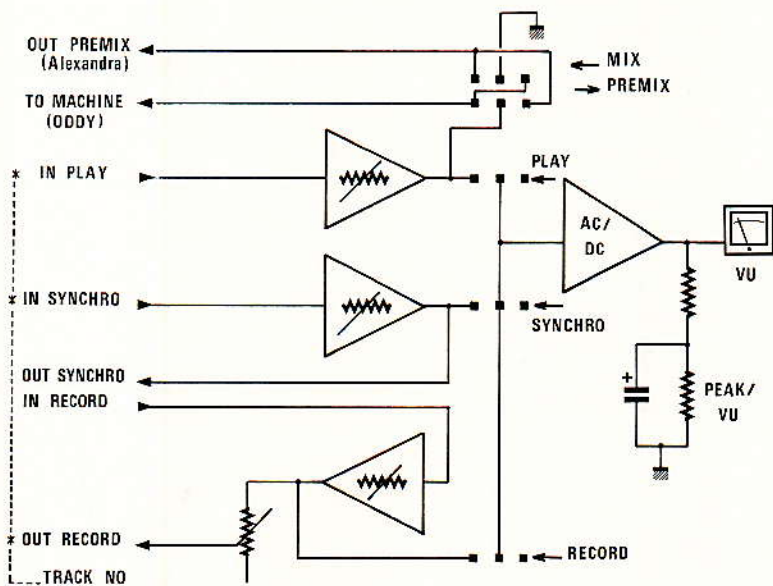 OUT PREMIX
(Alexandra)
MIX
PREMIX
TO MACHINE
(ODDY)
* IN PLAY
PLAY
AC/
DC
VU
* IN SYNCHRO
SYNCHRO
OUT SYNCHRO
IN RECORD
+
PEAK/
VU
* OUT RECORD
RECORD
TRACK NO